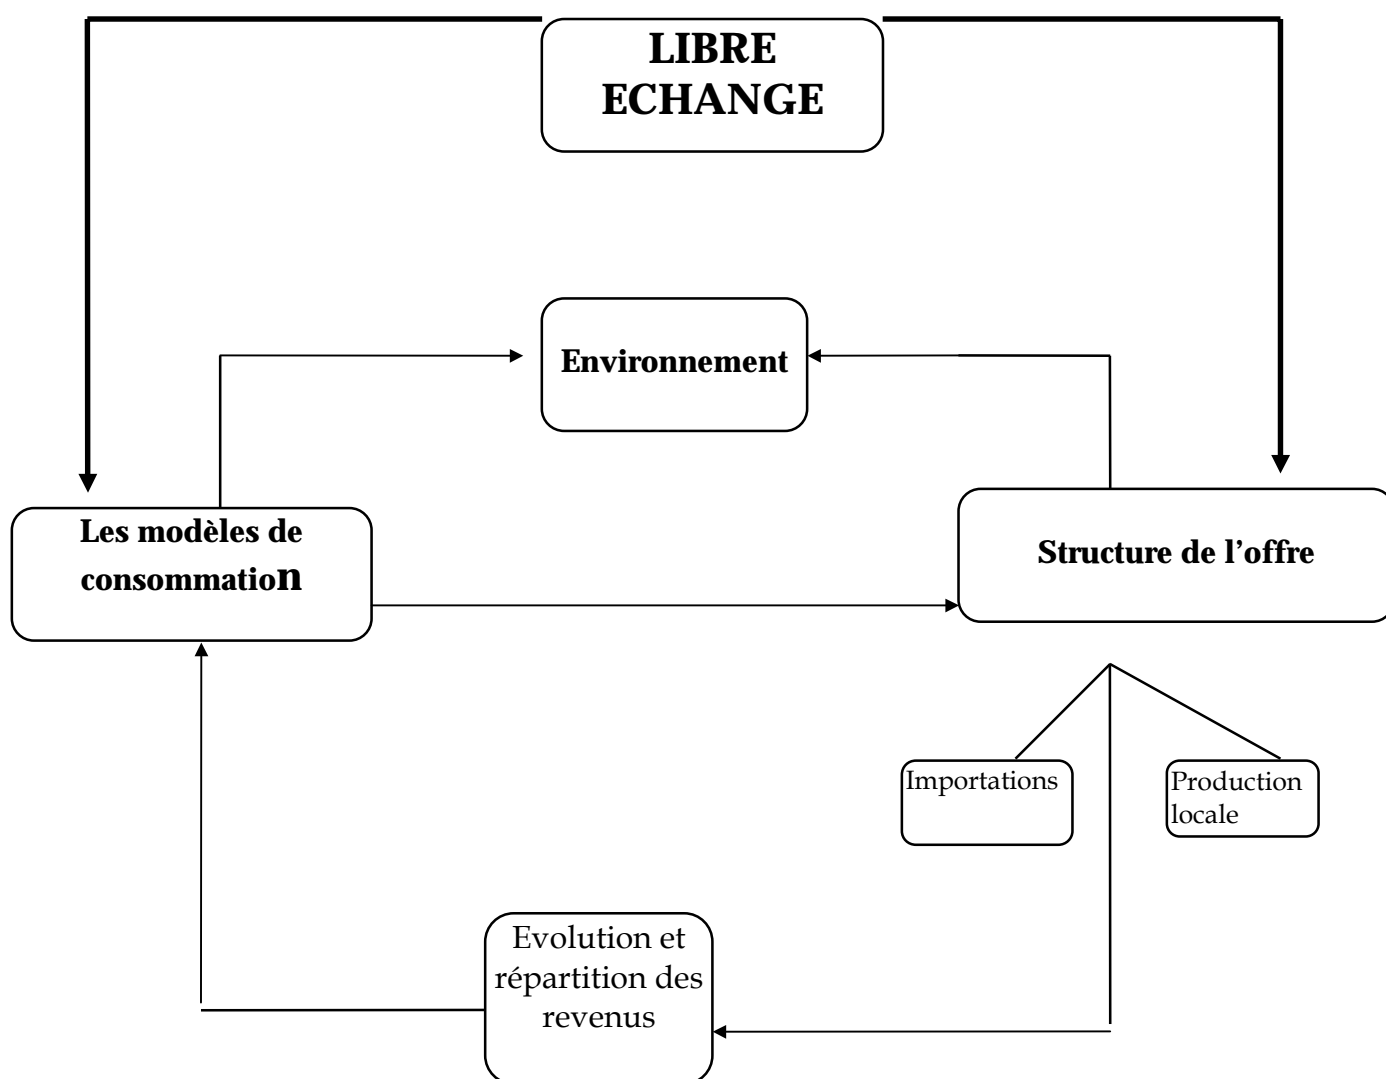 LIBRE
ECHANGE
Environnement
Les modèles de
consommation
Structure de l’offre
Importations
Production
locale
Evolution et
répartition des
revenus